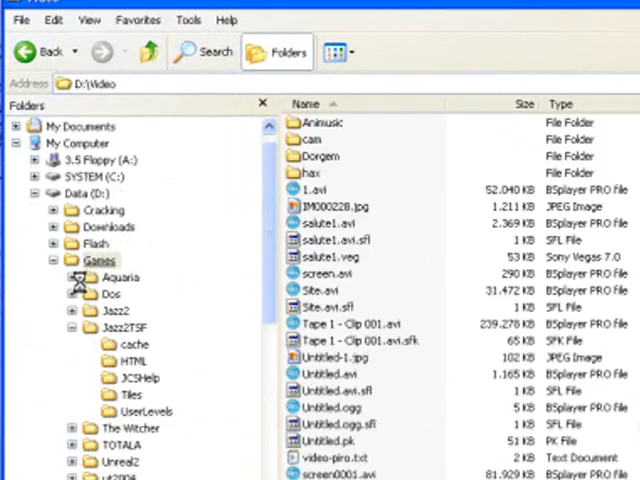 File Edit View Favorites Tools Help
Back Search Folders
Address D:\Video
Folders
Name Size Type
My Documents
My Computer
3.5 Floppy (A:)
SYSTEM (C:)
Data (D:)
Cracking
Downloads
Flash
Games
Aquaria
Dos
Jazz2
Jazz2TSF
cache
HTML
JCSHelp
Tiles
UserLevels
The Witcher
TOTALA
Unreal2
ut2004
Animusic File Folder
cam File Folder
Dorgem File Folder
hax File Folder
1.avi 52.040 KB BSplayer PRO file
IM000228.jpg 1.211 KB JPEG Image
salute1.avi 2.369 KB BSplayer PRO file
salute1.avi.sfl 1 KB SFL File
salute1.veg 53 KB Sony Vegas 7.0
screen.avi 290 KB BSplayer PRO file
Site.avi 31.472 KB BSplayer PRO file
Site.avi.sfl 1 KB SFL File
Tape 1 - Clip 001.avi 239.278 KB BSplayer PRO file
Tape 1 - Clip 001.avi.sfk 65 KB SFK File
Untitled-1.jpg 102 KB JPEG Image
Untitled.avi 1.165 KB BSplayer PRO file
Untitled.avi.sfl 1 KB SFL File
Untitled.ogg 5 KB BSplayer PRO file
Untitled.ogg.sfl 1 KB SFL File
Untitled.pk 51 KB PK File
video-piro.txt 2 KB Text Document
screen0001.avi 81.929 KB BSplayer PRO file